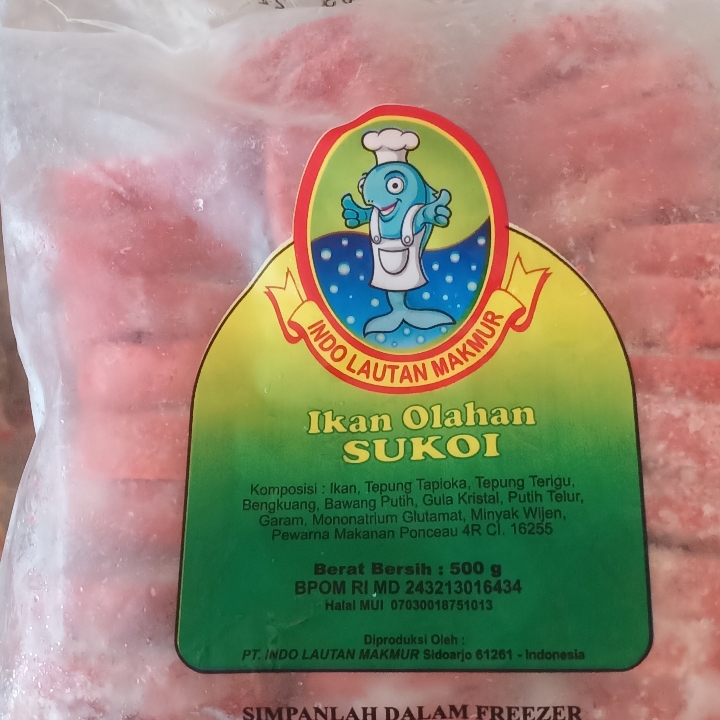 INDO LAUTAN MAKMUR
Ikan Olahan
SUKOI
Komposisi : Ikan, Tepung Tapioka, Tepung Terigu,
Bengkuang, Bawang Putih, Gula Kristal, Putih Telur,
Garam, Mononatrium Glutamat, Minyak Wijen,
Pewarna Makanan Ponceau 4R CI. 16255
Berat Bersih : 500 g
BPOM RI MD 243213016434
Halal MUI 07030018751013
Diproduksi Oleh :
PT. INDO LAUTAN MAKMUR Sidoarjo 61261 - Indonesia
SIMPANLAH DALAM FREEZER